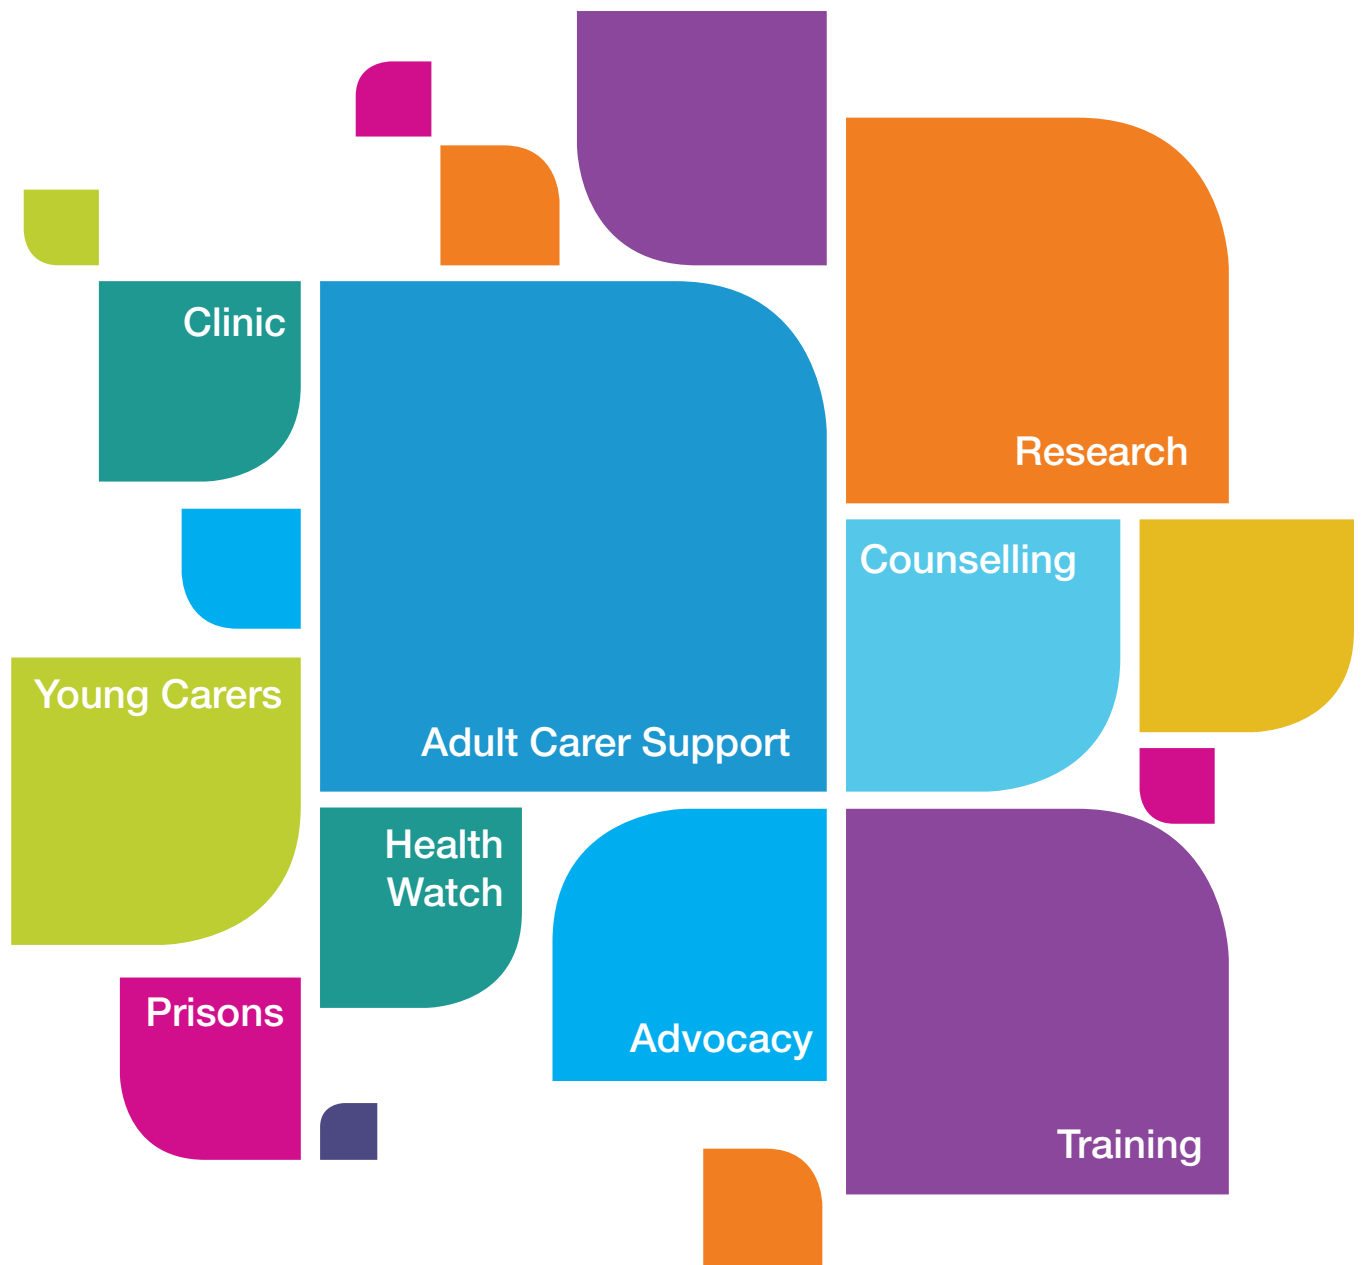 Clinic
Research
Counselling
Young Carers
Adult Carer Support
Health
Watch
Prisons
Advocacy
Training